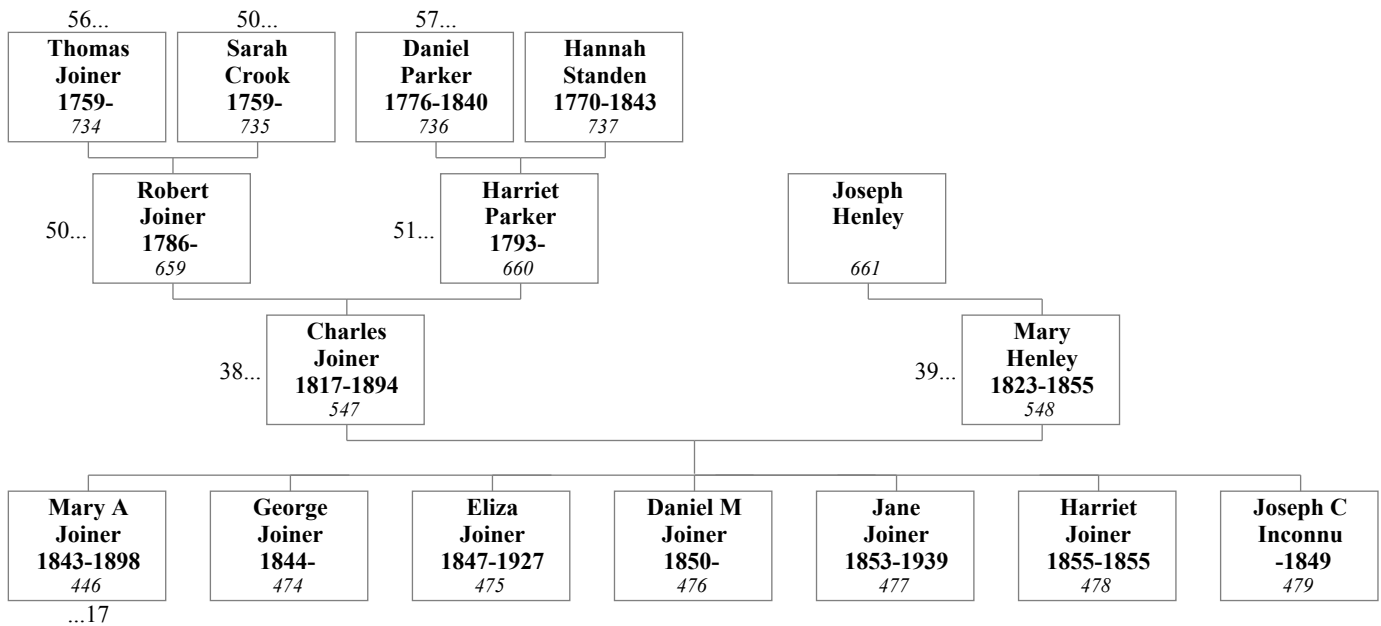 56...
50...
57...
Thomas
Joiner
1759-
734
Sarah
Crook
1759-
735
Daniel
Parker
1776-1840
736
Hannah
Standen
1770-1843
737
50...
Robert
Joiner
1786-
659
51...
Harriet
Parker
1793-
660
Joseph
Henley
661
38...
Charles
Joiner
1817-1894
547
39...
Mary
Henley
1823-1855
548
Mary A
Joiner
1843-1898
446
...17
George
Joiner
1844-
474
Eliza
Joiner
1847-1927
475
Daniel M
Joiner
1850-
476
Jane
Joiner
1853-1939
477
Harriet
Joiner
1855-1855
478
Joseph C
Inconnu
-1849
479